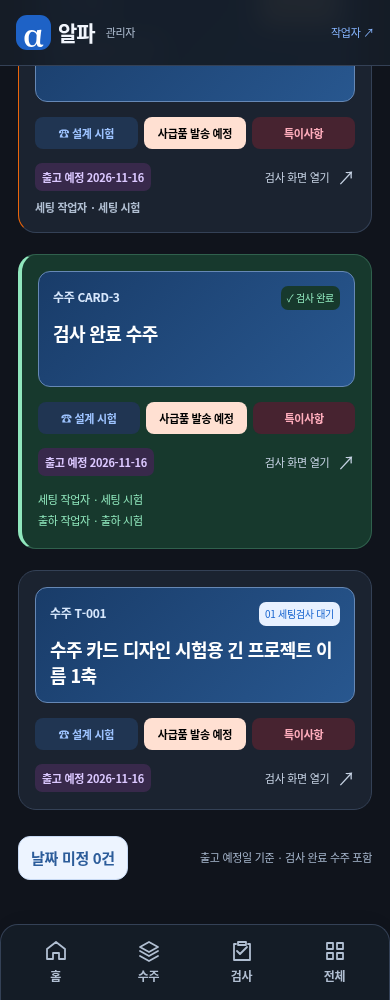 α 알파 관리자 작업자 ↗
☎ 설계 시험 사급품 발송 예정 특이사항
출고 예정 2026-11-16 검사 화면 열기 ↗
세팅 작업자 · 세팅 시험
수주 CARD-3 ✓ 검사 완료
검사 완료 수주
☎ 설계 시험 사급품 발송 예정 특이사항
출고 예정 2026-11-16 검사 화면 열기 ↗
세팅 작업자 · 세팅 시험
출하 작업자 · 출하 시험
수주 T-001 01 세팅검사 대기
수주 카드 디자인 시험용 긴 프로젝트 이
름 1축
☎ 설계 시험 사급품 발송 예정 특이사항
출고 예정 2026-11-16 검사 화면 열기 ↗
날짜 미정 0건 출고 예정일 기준 · 검사 완료 수주 포함
홈 수주 검사 전체